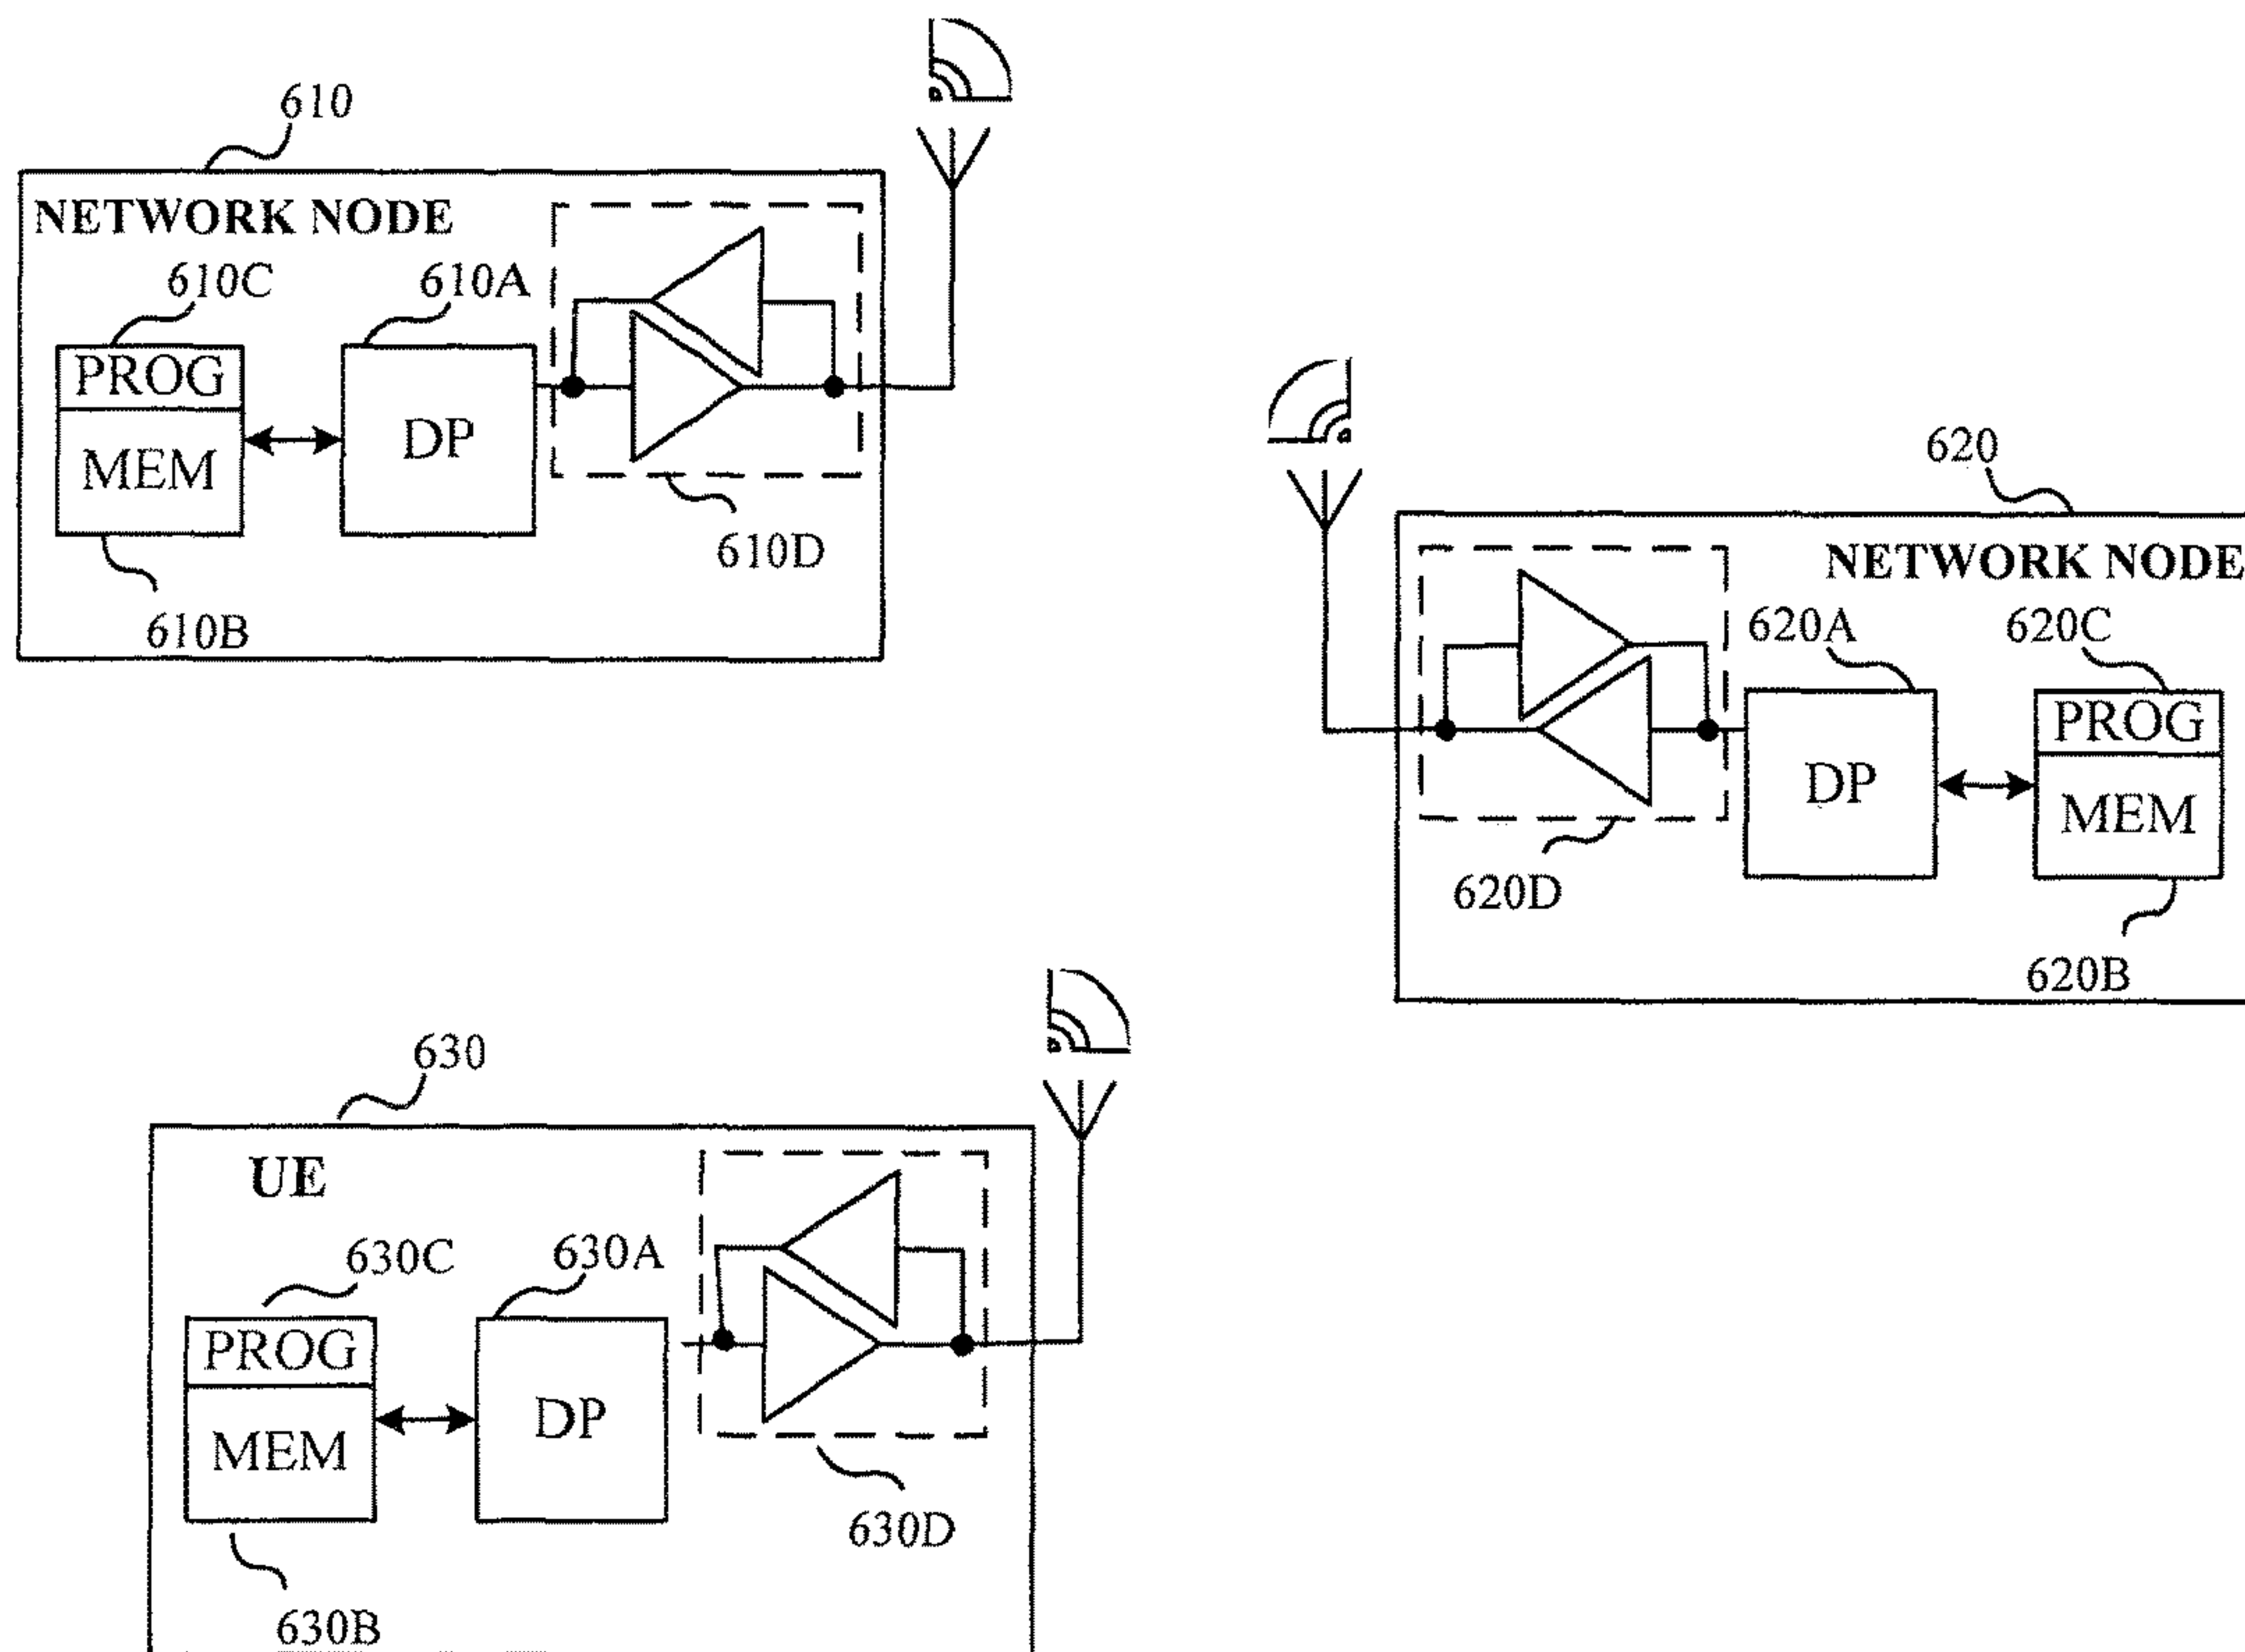 610
NETWORK NODE
610C
610A
PROG
MEM
DP
610D
610B
620
NETWORK NODE
620A
620C
PROG
DP
MEM
620D
620B
630
UE
630C
630A
PROG
MEM
DP
630D
630B